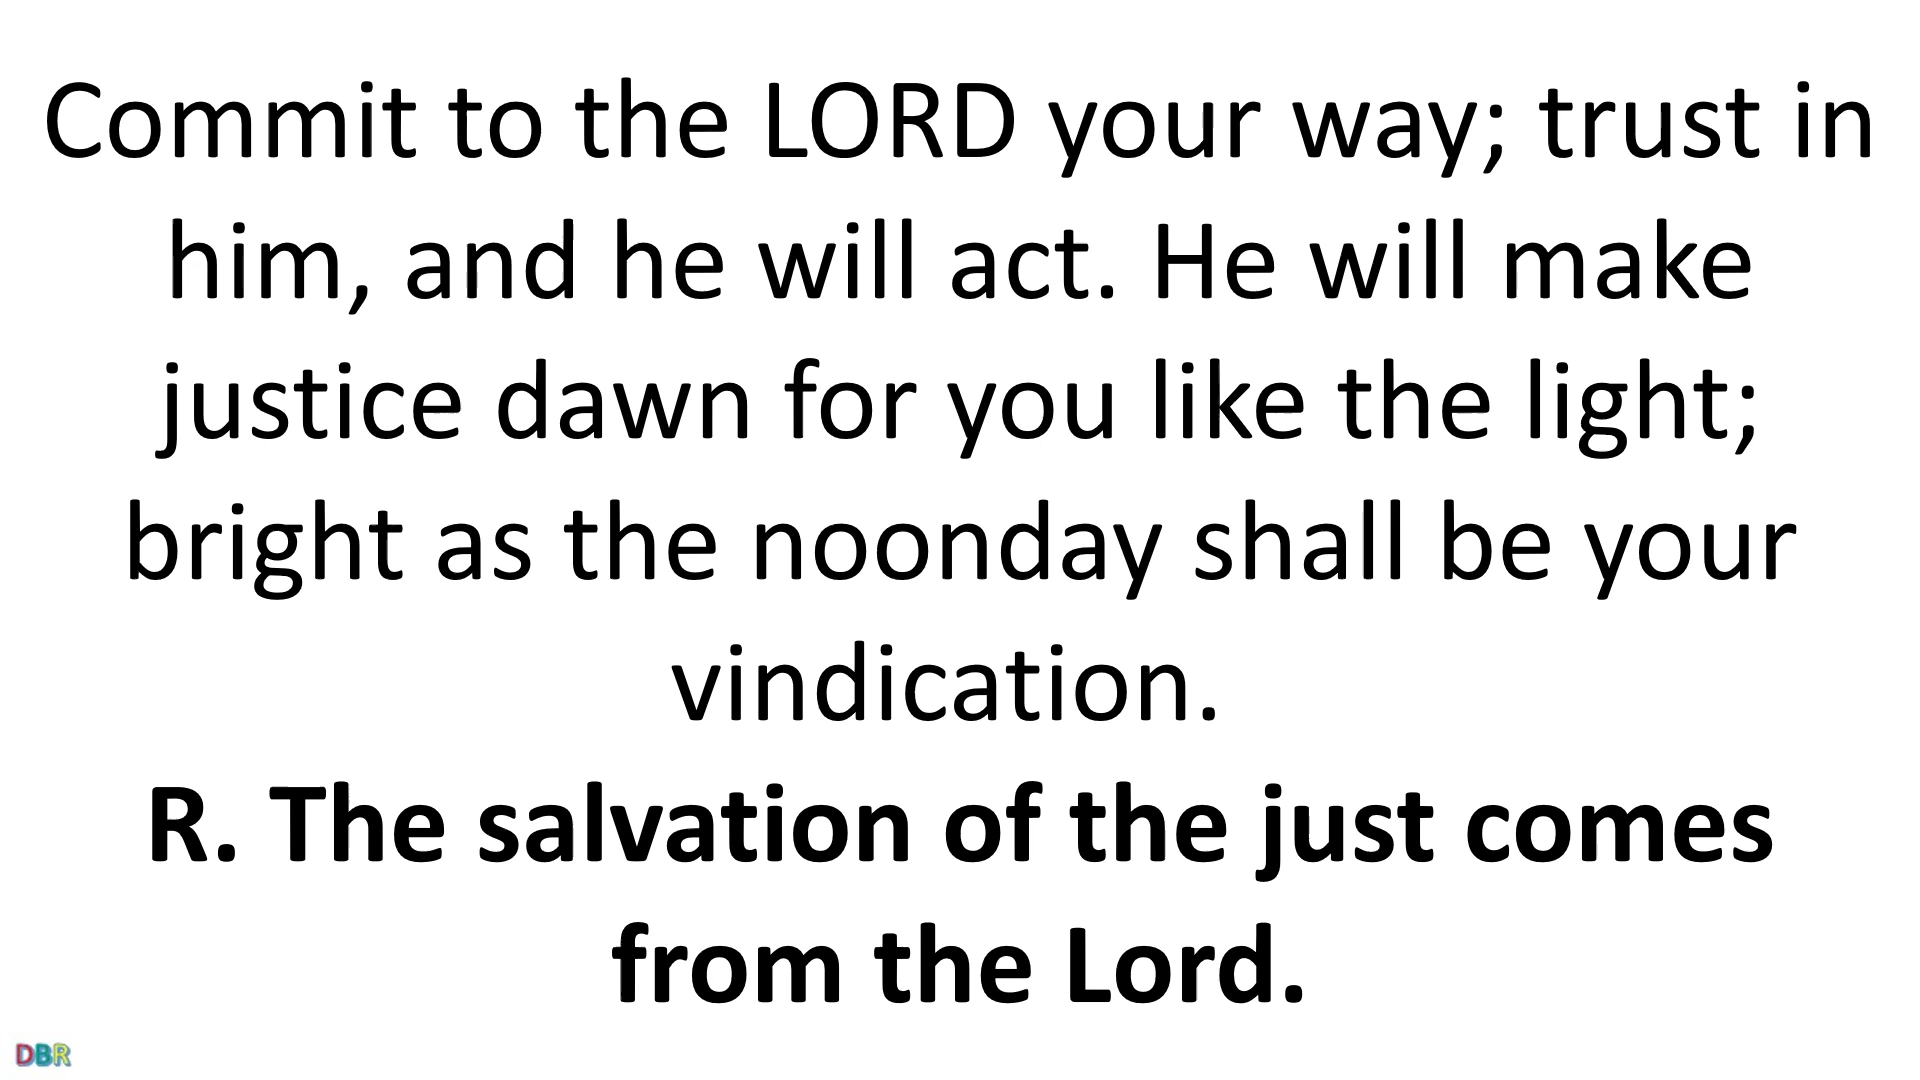 Commit to the LORD your way; trust in
him, and he will act. He will make
justice dawn for you like the light;
bright as the noonday shall be your
vindication.
R. The salvation of the just comes
from the Lord.
DBR